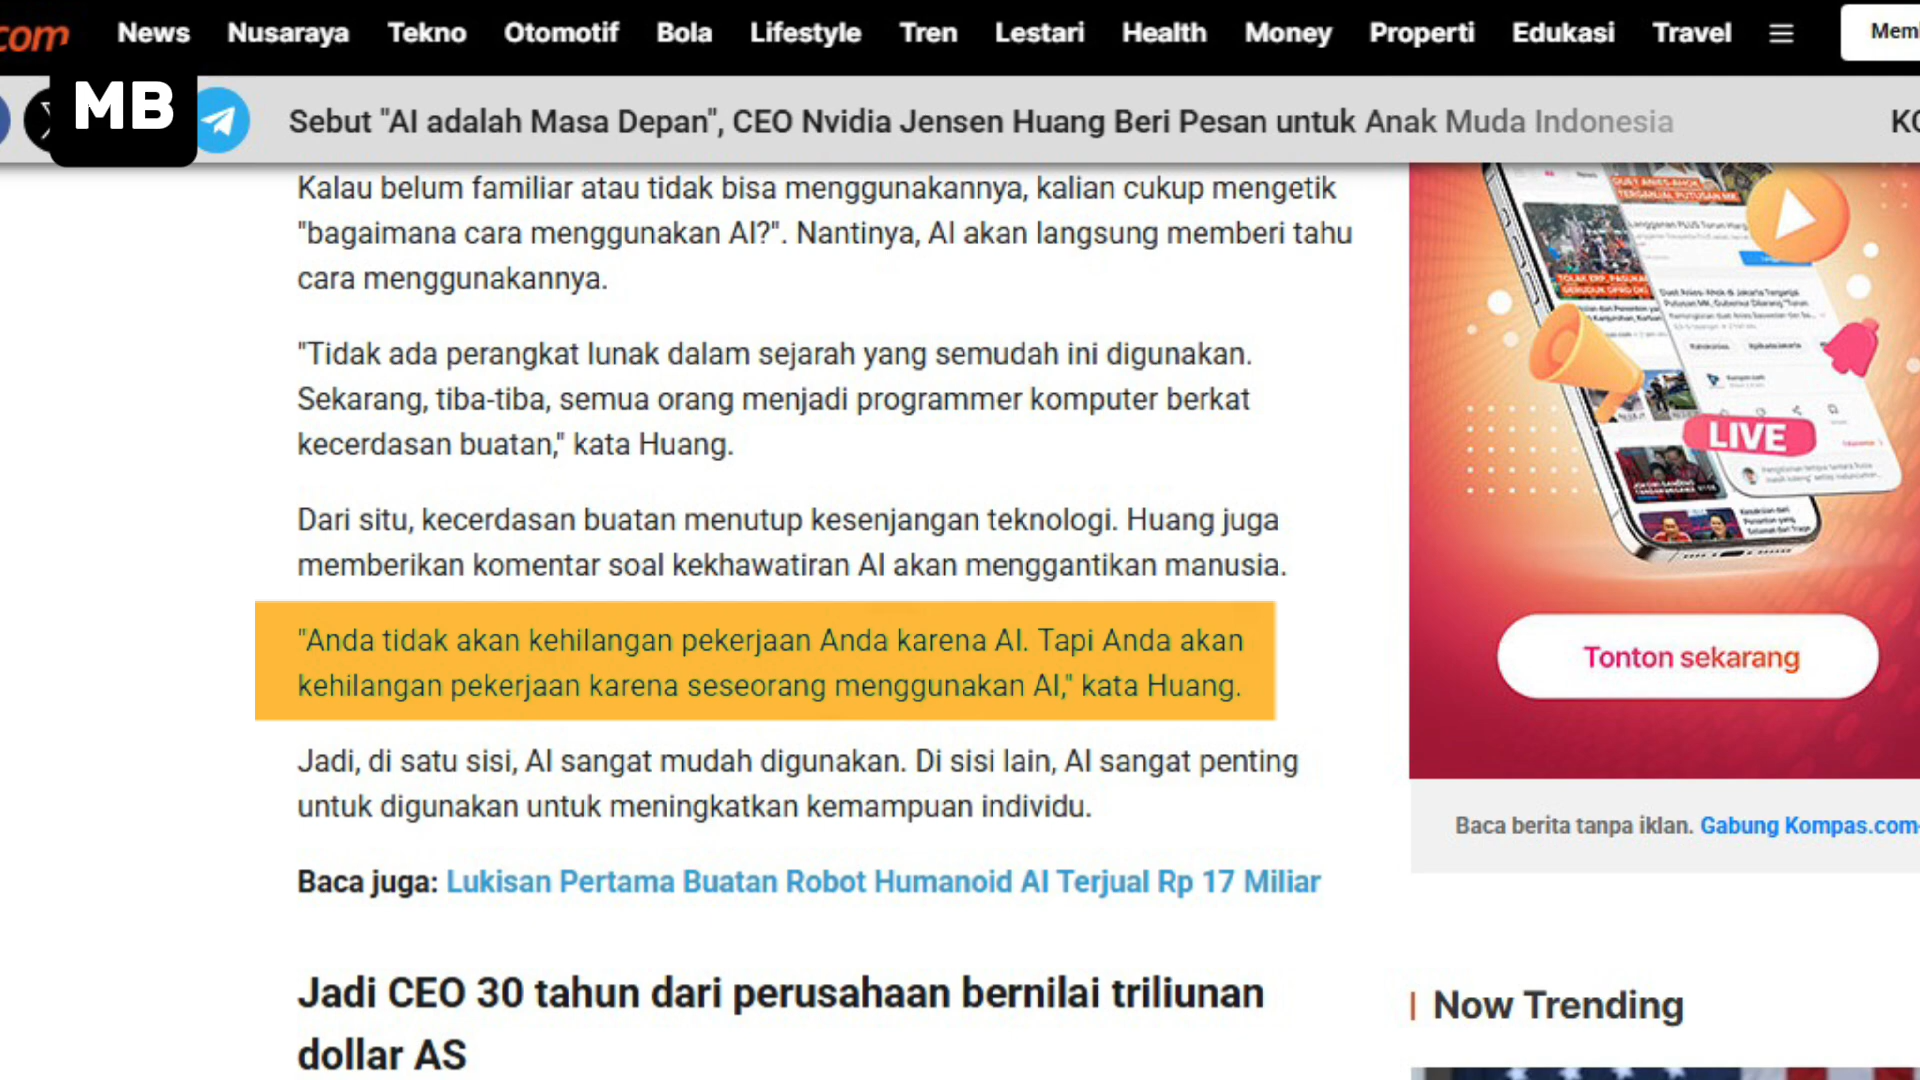 com News Nusaraya Tekno Otomotif Bola Lifestyle Tren Lestari Health Money Properti Edukasi Travel
MB
Sebut "AI adalah Masa Depan", CEO Nvidia Jensen Huang Beri Pesan untuk Anak Muda Indonesia
Kalau belum familiar atau tidak bisa menggunakannya, kalian cukup mengetik
"bagaimana cara menggunakan AI?". Nantinya, AI akan langsung memberi tahu
cara menggunakannya.
"Tidak ada perangkat lunak dalam sejarah yang semudah ini digunakan.
Sekarang, tiba-tiba, semua orang menjadi programmer komputer berkat
kecerdasan buatan," kata Huang.
Dari situ, kecerdasan buatan menutup kesenjangan teknologi. Huang juga
memberikan komentar soal kekhawatiran AI akan menggantikan manusia.
"Anda tidak akan kehilangan pekerjaan Anda karena AI. Tapi Anda akan
kehilangan pekerjaan karena seseorang menggunakan AI," kata Huang.
Jadi, di satu sisi, AI sangat mudah digunakan. Di sisi lain, AI sangat penting
untuk digunakan untuk meningkatkan kemampuan individu.
Baca juga: Lukisan Pertama Buatan Robot Humanoid AI Terjual Rp 17 Miliar
Jadi CEO 30 tahun dari perusahaan bernilai triliunan
dollar AS
LIVE
Tonton sekarang
Baca berita tanpa iklan. Gabung Kompas.com
Now Trending